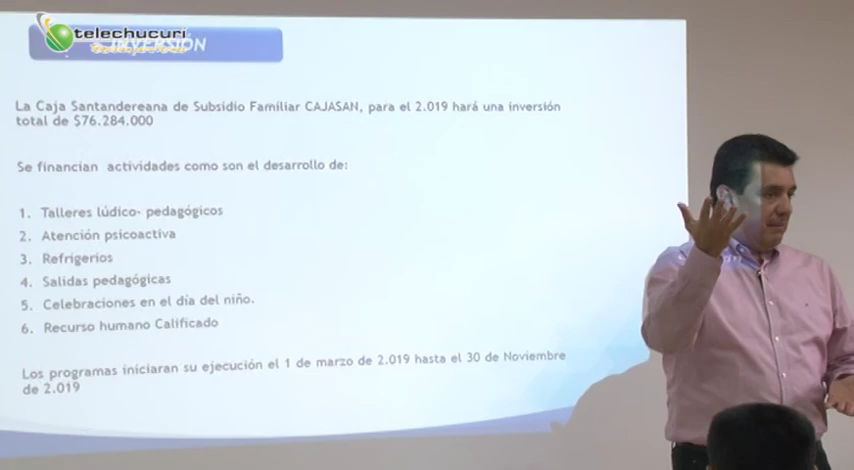 telechucuri
INVERSIÓN
La Caja Santandereana de Subsidio Familiar CAJASAN, para el 2.019 hará una inversión
total de $76.284.000
Se financian actividades como son el desarrollo de:
1. Talleres lúdico- pedagógicos
2. Atención psicoactiva
3. Refrigerios
4. Salidas pedagógicas
5. Celebraciones en el día del niño.
6. Recurso humano Calificado
Los programas iniciaran su ejecución el 1 de marzo de 2.019 hasta el 30 de Noviembre
de 2.019